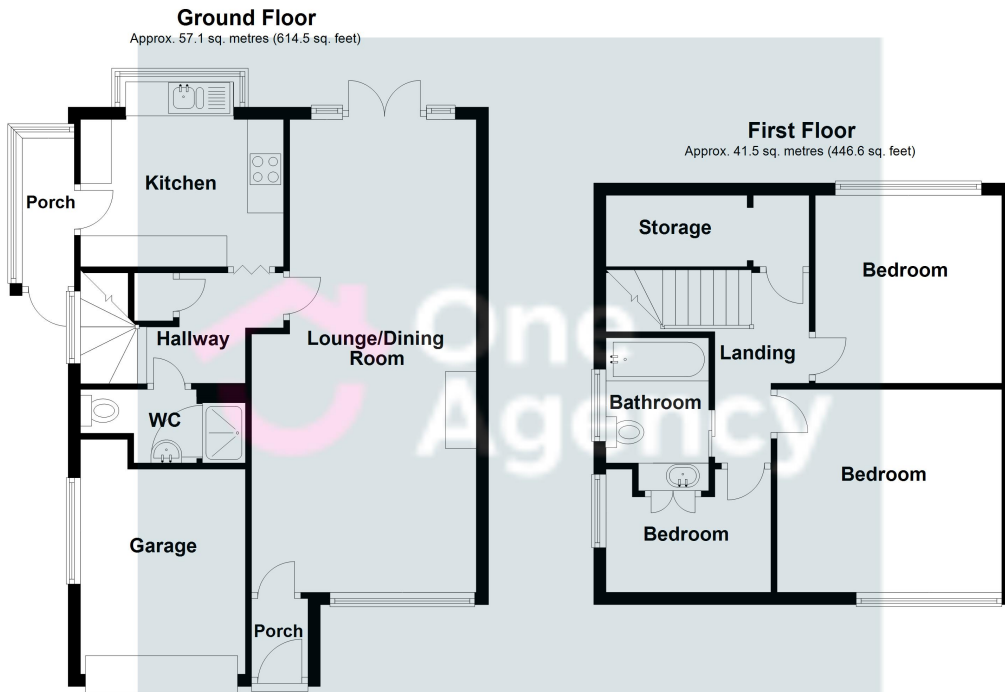 Ground Floor
Approx. 57.1 sq. metres (614.5 sq. feet)
Kitchen
Porch
Hallway
Lounge/Dining
Room
WC
Garage
Porch
First Floor
Approx. 41.5 sq. metres (446.6 sq. feet)
Storage
Bedroom
Landing
Bathroom
Bedroom
Bedroom
One
Agency